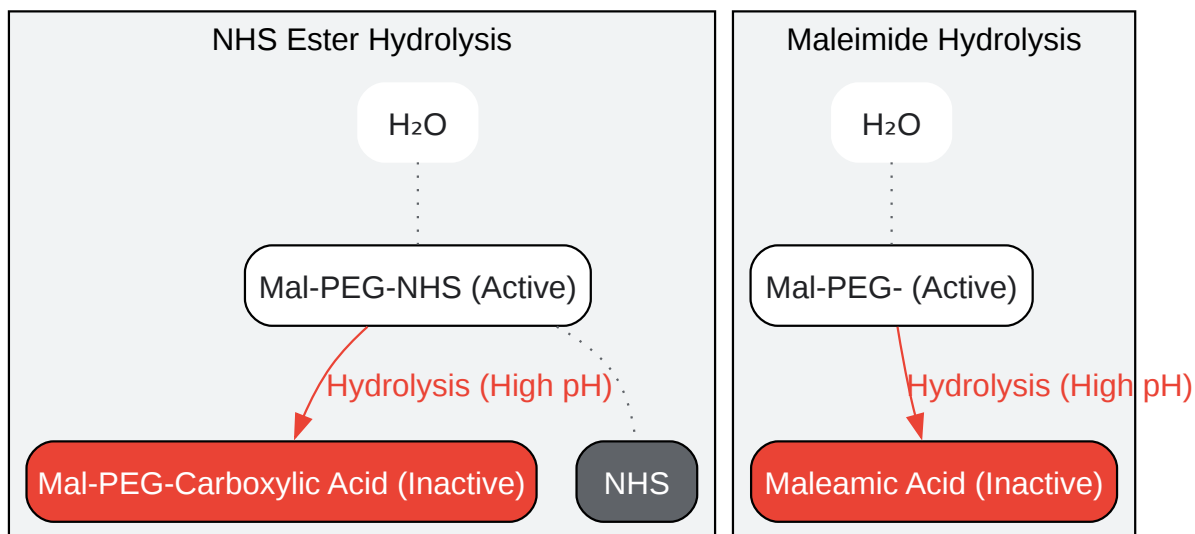 NHS Ester Hydrolysis
H₂O
Mal-PEG-NHS (Active)
Hydrolysis (High pH)
Mal-PEG-Carboxylic Acid (Inactive)
NHS
Maleimide Hydrolysis
H₂O
Mal-PEG- (Active)
Hydrolysis (High pH)
Maleamic Acid (Inactive)